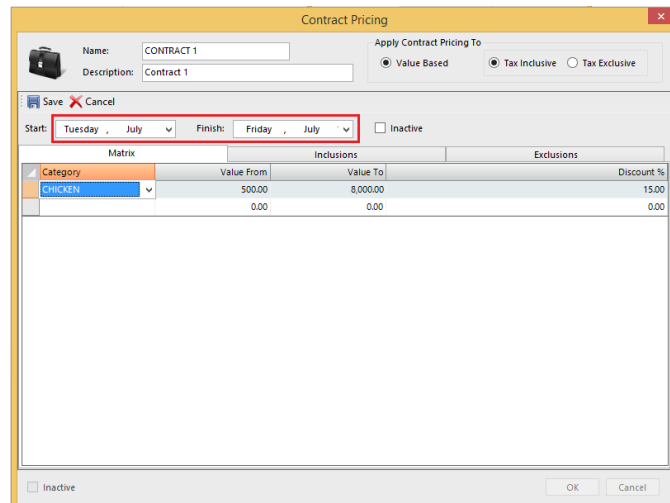 Contract Pricing
Name: CONTRACT 1
Description: Contract 1
Apply Contract Pricing To
Value Based Tax Inclusive Tax Exclusive
Save Cancel
Start: Tuesday , July Finish: Friday , July Inactive
Matrix Inclusions Exclusions
Category Value From Value To Discount %
CHICKEN 500.00 8,000.00 15.00
0.00 0.00 0.00
Inactive OK Cancel